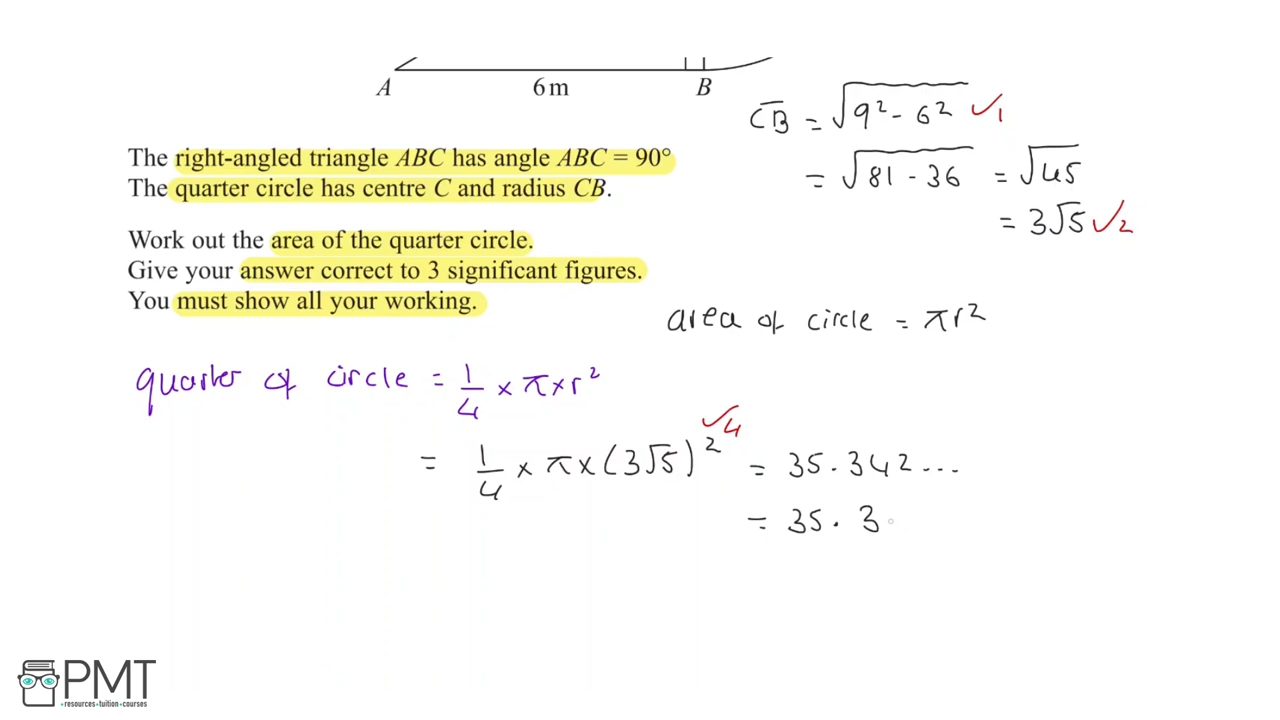 A 6 m B
C̅B̅ = √9² - 6² ✓1
= √81 - 36 = √45
= 3√5 ✓2
The right-angled triangle ABC has angle ABC = 90°
The quarter circle has centre C and radius CB.
Work out the area of the quarter circle.
Give your answer correct to 3 significant figures.
You must show all your working.
area of circle = πr²
quarter of circle = 1/4 × π × r²
= 1/4 × π × (3√5)² ✓4 = 35.342...
= 35.3
PMT
•resources•tuition•courses